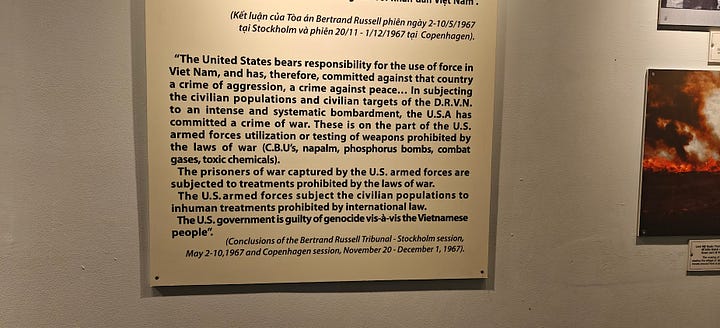 khân dân Việt Nam".
(Kết luận của Tòa án Bertrand Russell phiên ngày 2-10/5/1967
tại Stockholm và phiên 20/11 - 1/12/1967 tại Copenhagen).
"The United States bears responsibility for the use of force in
Viet Nam, and has, therefore, committed against that country
a crime of aggression, a crime against peace... In subjecting
the civilian populations and civilian targets of the D.R.V.N.
to an intense and systematic bombardment, the U.S.A has
committed a crime of war. These is on the part of the U.S.
armed forces utilization or testing of weapons prohibited by
the laws of war (C.B.U's, napalm, phosphorus bombs, combat
gases, toxic chemicals).
The prisoners of war captured by the U.S. armed forces are
subjected to treatments prohibited by the laws of war.
The U.S.armed forces subject the civilian populations to
inhuman treatments prohibited by international law.
The U.S. government is guilty of genocide vis-à-vis the Vietnamese
people".
(Conclusions of the Bertrand Russell Tribunal - Stockholm session,
May 2-10,1967 and Copenhagen session, November 20 - December 1, 1967).